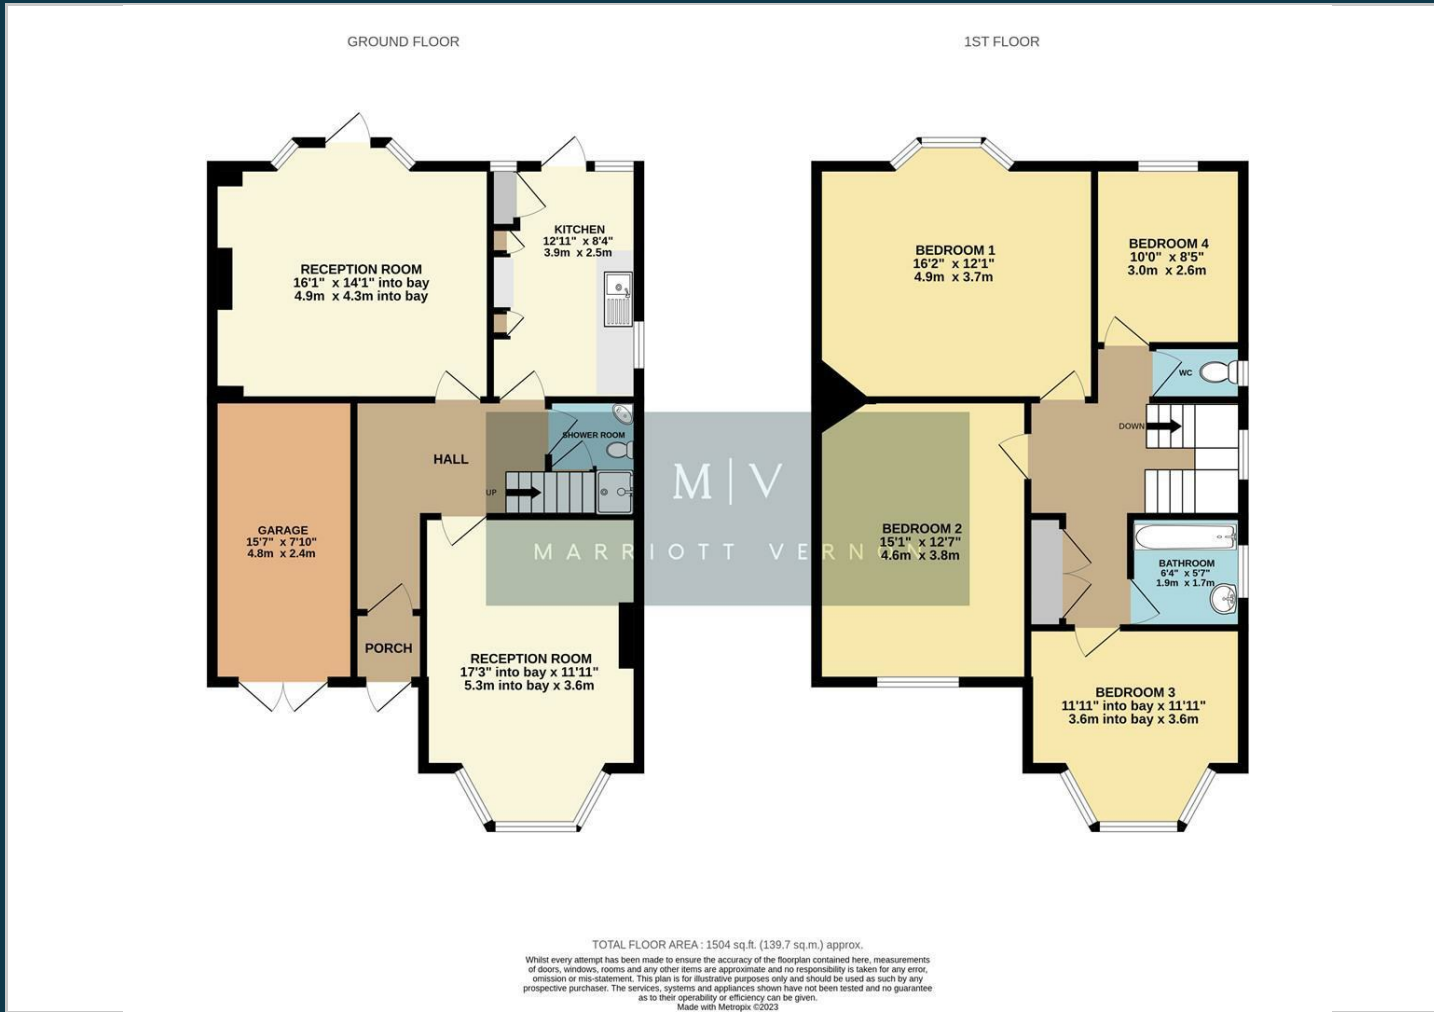 GROUND FLOOR
1ST FLOOR
RECEPTION ROOM
16'1" x 14'1" into bay
4.9m x 4.3m into bay
KITCHEN
12'11" x 8'4"
3.9m x 2.5m
BEDROOM 1
16'2" x 12'1"
4.9m x 3.7m
BEDROOM 4
10'0" x 8'5"
3.0m x 2.6m
WC
DOWN
SHOWER ROOM
HALL
UP
M|V
MARRIOTT VERNON
GARAGE
15'7" x 7'10"
4.8m x 2.4m
BEDROOM 2
15'1" x 12'7"
4.6m x 3.8m
BATHROOM
6'4" x 5'7"
1.9m x 1.7m
PORCH
RECEPTION ROOM
17'3" into bay x 11'11"
5.3m into bay x 3.6m
BEDROOM 3
11'11" into bay x 11'11"
3.6m into bay x 3.6m
TOTAL FLOOR AREA : 1504 sq.ft. (139.7 sq.m.) approx.
Whilst every attempt has been made to ensure the accuracy of the floorplan contained here, measurements
of doors, windows, rooms and any other items are approximate and no responsibility is taken for any error,
omission or mis-statement. This plan is for illustrative purposes only and should be used as such by any
prospective purchaser. The services, systems and appliances shown have not been tested and no guarantee
as to their operability or efficiency can be given.
Made with Metropix ©2023